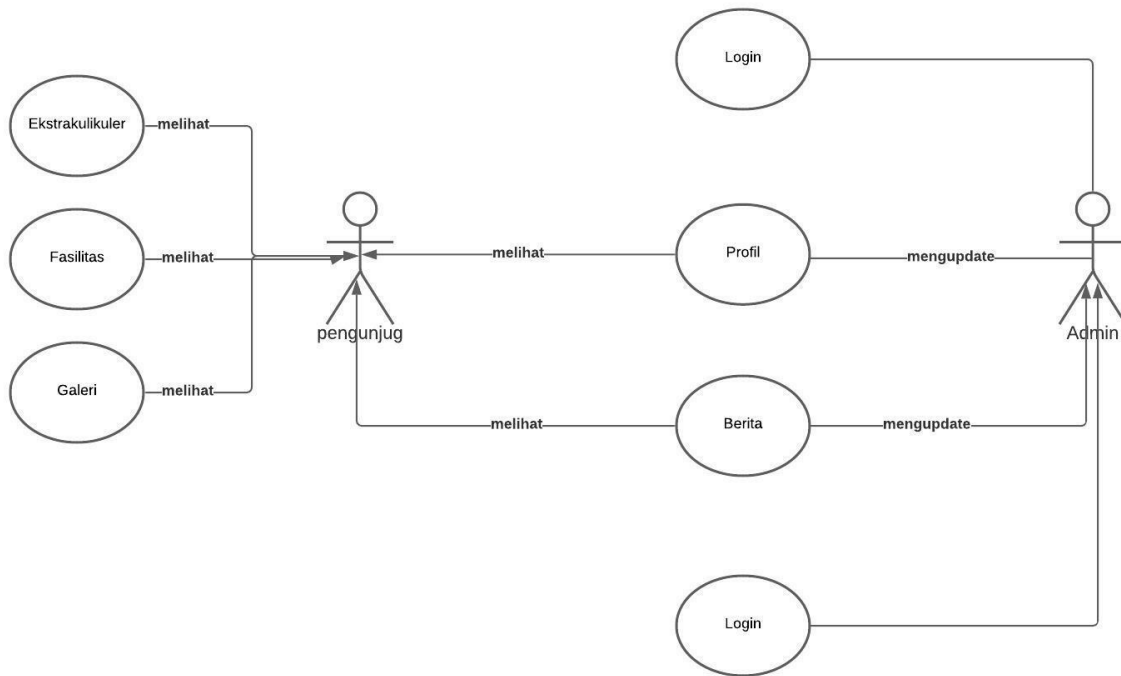 Login
Ekstrakulikuler
melihat
Fasilitas
melihat
Profil
melihat
mengupdate
pengunjug
Admin
Galeri
melihat
melihat
Berita
mengupdate
Login